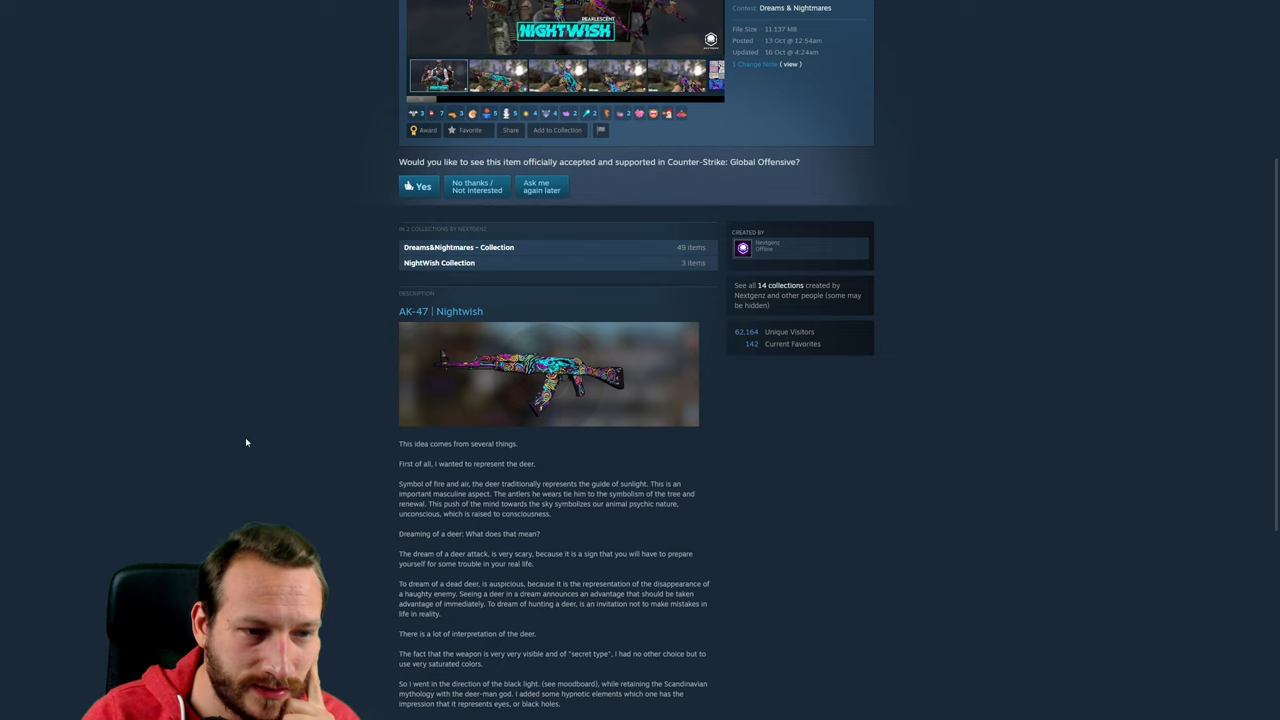 Contest: Dreams & Nightmares
PEARLESCENT
NIGHTWISH
File Size 11.137 MB
Posted 13 Oct @ 12:54am
Updated 16 Oct @ 4:24am
1 Change Note ( view )
3 7 3 5 5 4 4 2 2 2
Award Favorite Share Add to Collection
Would you like to see this item officially accepted and supported in Counter-Strike: Global Offensive?
Yes
No thanks /
Not interested
Ask me
again later
IN 2 COLLECTIONS BY NEXTGENZ
Dreams&Nightmares - Collection 49 items
NightWish Collection 3 items
CREATED BY
Nextgenz
Offline
See all 14 collections created by
Nextgenz and other people (some may
be hidden)
62,164 Unique Visitors
142 Current Favorites
DESCRIPTION
AK-47 | Nightwish
This idea comes from several things.
First of all, I wanted to represent the deer.
Symbol of fire and air, the deer traditionally represents the guide of sunlight. This is an
important masculine aspect. The antlers he wears tie him to the symbolism of the tree and
renewal. This push of the mind towards the sky symbolizes our animal psychic nature,
unconscious, which is raised to consciousness.
Dreaming of a deer: What does that mean?
The dream of a deer attack, is very scary, because it is a sign that you will have to prepare
yourself for some trouble in your real life.
To dream of a dead deer, is auspicious, because it is the representation of the disappearance of
a haughty enemy. Seeing a deer in a dream announces an advantage that should be taken
advantage of immediately. To dream of hunting a deer, is an invitation not to make mistakes in
life in reality.
There is a lot of interpretation of the deer.
The fact that the weapon is very very visible and of "secret type", I had no other choice but to
use very saturated colors.
So I went in the direction of the black light. (see moodboard), while retaining the Scandinavian
mythology with the deer-man god. I added some hypnotic elements which one has the
impression that it represents eyes, or black holes.